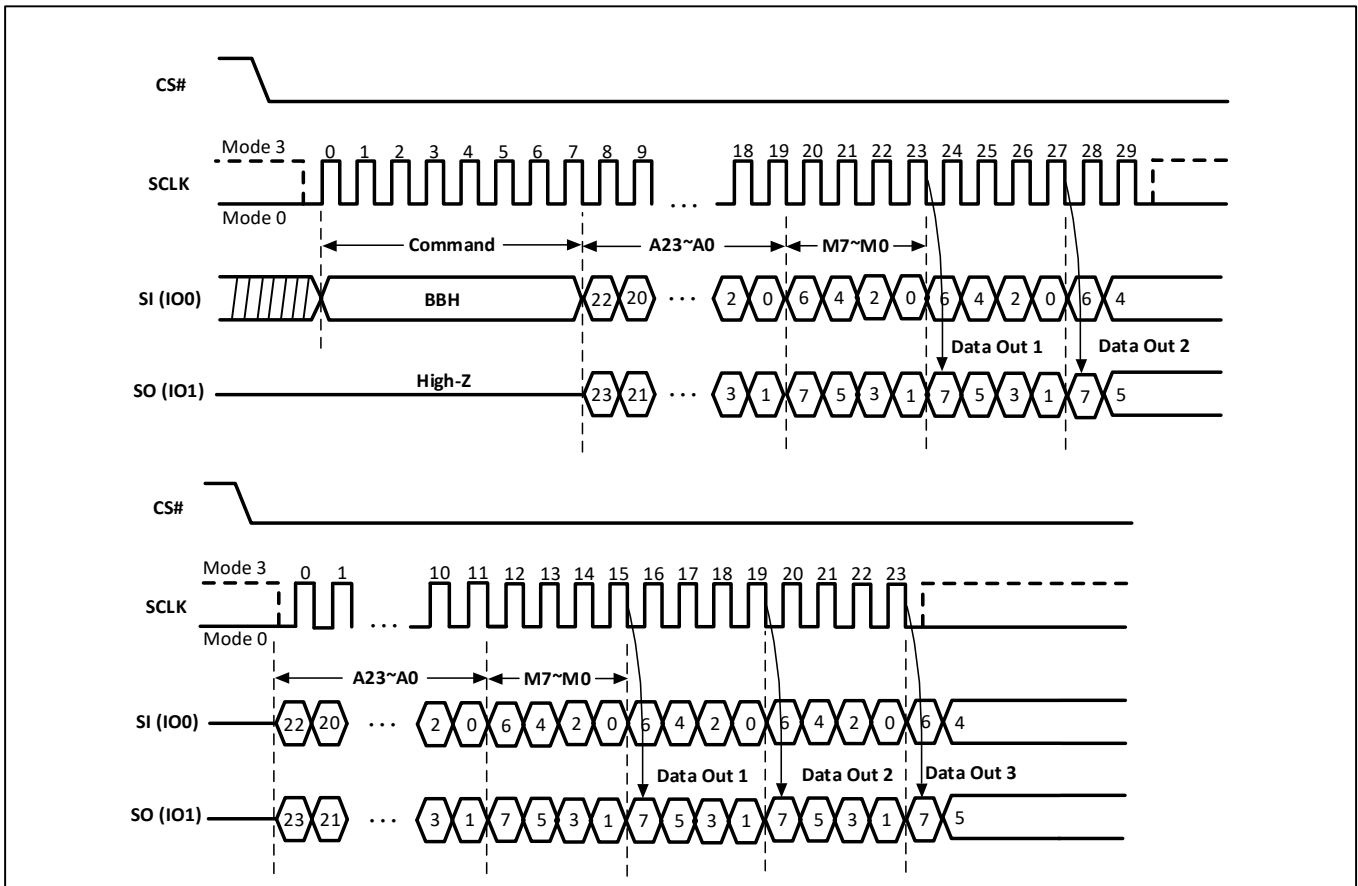 CS#
Mode 3
0 1 2 3 4 5 6 7 8 9 18 19 20 21 22 23 24 25 26 27 28 29
SCLK
...
Mode 0
Command A23~A0 M7~M0
SI (IO0) BBH 22 20 ... 2 0 6 4 2 0 6 4 2 0 6 4
Data Out 1 Data Out 2
High-Z
SO (IO1) 23 21 ... 3 1 7 5 3 1 7 5 3 1 7 5
CS#
Mode 3
0 1 10 11 12 13 14 15 16 17 18 19 20 21 22 23
SCLK
...
Mode 0
A23~A0 M7~M0
SI (IO0) 22 20 ... 2 0 6 4 2 0 6 4 2 0 6 4 2 0 6 4
Data Out 1 Data Out 2 Data Out 3
SO (IO1) 23 21 ... 3 1 7 5 3 1 7 5 3 1 7 5 3 1 7 5